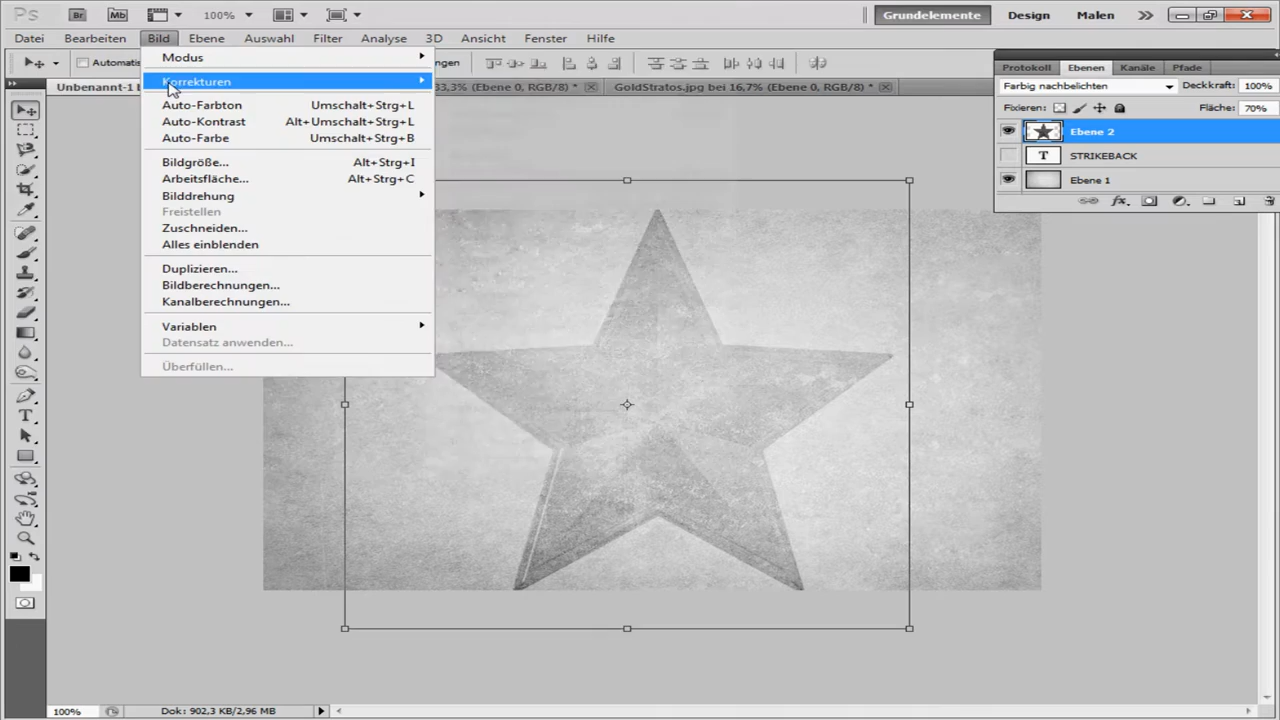 Ps Br Mb 100% Grundelemente Design Malen
Datei Bearbeiten Bild Ebene Auswahl Filter Analyse 3D Ansicht Fenster Hilfe
Automatis
Unbenannt-1 33,3% (Ebene 0, RGB/8) * GoldStratos.jpg bei 16,7% (Ebene 0, RGB/8) *
Modus
Korrekturen
Auto-Farbton Umschalt+Strg+L
Auto-Kontrast Alt+Umschalt+Strg+L
Auto-Farbe Umschalt+Strg+B
Bildgröße... Alt+Strg+I
Arbeitsfläche... Alt+Strg+C
Bilddrehung
Freistellen
Zuschneiden...
Alles einblenden
Duplizieren...
Bildberechnungen...
Kanalberechnungen...
Variablen
Datensatz anwenden...
Überfüllen...
Protokoll Ebenen Kanäle Pfade
Farbig nachbelichten Deckkraft: 100%
Fixieren: Fläche: 70%
Ebene 2
T STRIKEBACK
Ebene 1
fx
100% Dok: 902,3 KB/2,96 MB